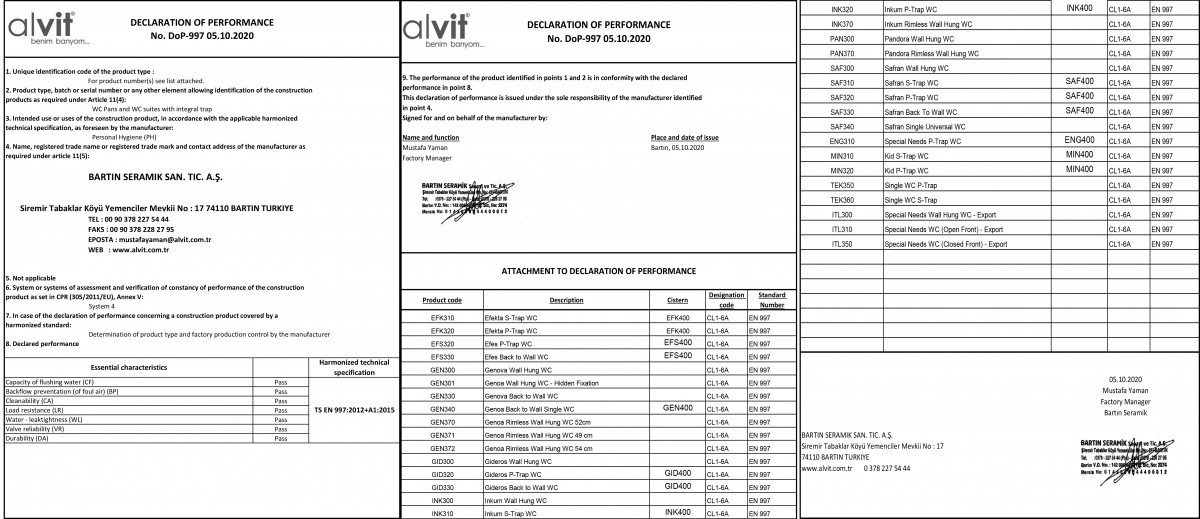 alvit
benim banyom...
DECLARATION OF PERFORMANCE
No. DoP-997 05.10.2020
1. Unique identification code of the product type :
For product number(s) see list attached.
2. Product type, batch or serial number or any other element allowing identification of the construction
products as required under Article 11(4):
WC Pans and WC suites with integral trap
3. Intended use or uses of the construction product, in accordance with the applicable harmonized
technical specification, as foreseen by the manufacturer:
Personal Hygiene (PH)
4. Name, registered trade name or registered trade mark and contact address of the manufacturer as
required under article 11(5):
BARTIN SERAMIK SAN. TIC. A.Ş.
Siremir Tabaklar Köyü Yemenciler Mevkii No : 17 74110 BARTIN TURKIYE
TEL : 00 90 378 227 54 44
FAKS : 00 90 378 228 27 95
EPOSTA : mustafayaman@alvit.com.tr
WEB : www.alvit.com.tr
5. Not applicable
6. System or systems of assessment and verification of constancy of performance of the construction
product as set in CPR (305/2011/EU), Annex V:
System 4
7. In case of the declaration of performance concerning a construction product covered by a
harmonized standard:
Determination of product type and factory production control by the manufacturer
8. Declared performance
Essential characteristics Harmonized technical
specification
Capacity of flushing water (CF) Pass
Backflow prevention (of foul air) (BP) Pass
Cleanability (CA) Pass
Load resistance (LR) Pass TS EN 997:2012+A1:2015
Water - leaktightness (WL) Pass
Valve reliability (VR) Pass
Durability (DA) Pass
alvit
benim banyom...
DECLARATION OF PERFORMANCE
No. DoP-997 05.10.2020
9. The performance of the product identified in points 1 and 2 is in conformity with the declared
performance in point 8.
This declaration of performance is issued under the sole responsibility of the manufacturer identified
in point 4.
Signed for and on behalf of the manufacturer by:
Name and function Place and date of issue
Mustafa Yaman Bartın, 05.10.2020
Factory Manager
BARTIN SERAMİK Sanayi ve Tic. A.Ş.
ATTACHMENT TO DECLARATION OF PERFORMANCE
Product code Description Cistern Designation code Standard Number
EFK310 Efekta S-Trap WC EFK400 CL1-6A EN 997
EFK320 Efekta P-Trap WC EFK400 CL1-6A EN 997
EFS320 Efes P-Trap WC EFS400 CL1-6A EN 997
EFS330 Efes Back to Wall WC EFS400 CL1-6A EN 997
GEN300 Genova Wall Hung WC CL1-6A EN 997
GEN301 Genoa Wall Hung WC - Hidden Fixation CL1-6A EN 997
GEN330 Genova Back to Wall WC CL1-6A EN 997
GEN340 Genoa Back to Wall Single WC GEN400 CL1-6A EN 997
GEN370 Genoa Rimless Wall Hung WC 52cm CL1-6A EN 997
GEN371 Genoa Rimless Wall Hung WC 49 cm CL1-6A EN 997
GEN372 Genoa Rimless Wall Hung WC 54 cm CL1-6A EN 997
GID300 Gideros Wall Hung WC CL1-6A EN 997
GID320 Gideros P-Trap WC GID400 CL1-6A EN 997
GID330 Gideros Back to Wall WC GID400 CL1-6A EN 997
INK300 Inkum Wall Hung WC CL1-6A EN 997
INK310 Inkum S-Trap WC INK400 CL1-6A EN 997
INK320 Inkum P-Trap WC INK400 CL1-6A EN 997
INK370 Inkum Rimless Wall Hung WC CL1-6A EN 997
PAN300 Pandora Wall Hung WC CL1-6A EN 997
PAN370 Pandora Rimless Wall Hung WC CL1-6A EN 997
SAF300 Safran Wall Hung WC CL1-6A EN 997
SAF310 Safran S-Trap WC SAF400 CL1-6A EN 997
SAF320 Safran P-Trap WC SAF400 CL1-6A EN 997
SAF330 Safran Back To Wall WC SAF400 CL1-6A EN 997
SAF340 Safran Single Universal WC CL1-6A EN 997
ENG310 Special Needs P-Trap WC ENG400 CL1-6A EN 997
MIN310 Kid S-Trap WC MIN400 CL1-6A EN 997
MIN320 Kid P-Trap WC MIN400 CL1-6A EN 997
TEK350 Single WC P-Trap CL1-6A EN 997
TEK360 Single WC S-Trap CL1-6A EN 997
ITL300 Special Needs Wall Hung WC - Export CL1-6A EN 997
ITL310 Special Needs WC (Open Front) - Export CL1-6A EN 997
ITL350 Special Needs WC (Closed Front) - Export CL1-6A EN 997
05.10.2020
Mustafa Yaman
Factory Manager
Bartın Seramik
BARTIN SERAMIK SAN. TIC. A.Ş.
Siremir Tabaklar Köyü Yemenciler Mevkii No : 17
74110 BARTIN TURKIYE
www.alvit.com.tr 0 378 227 54 44
BARTIN SERAMİK Sanayi ve Tic. A.Ş.